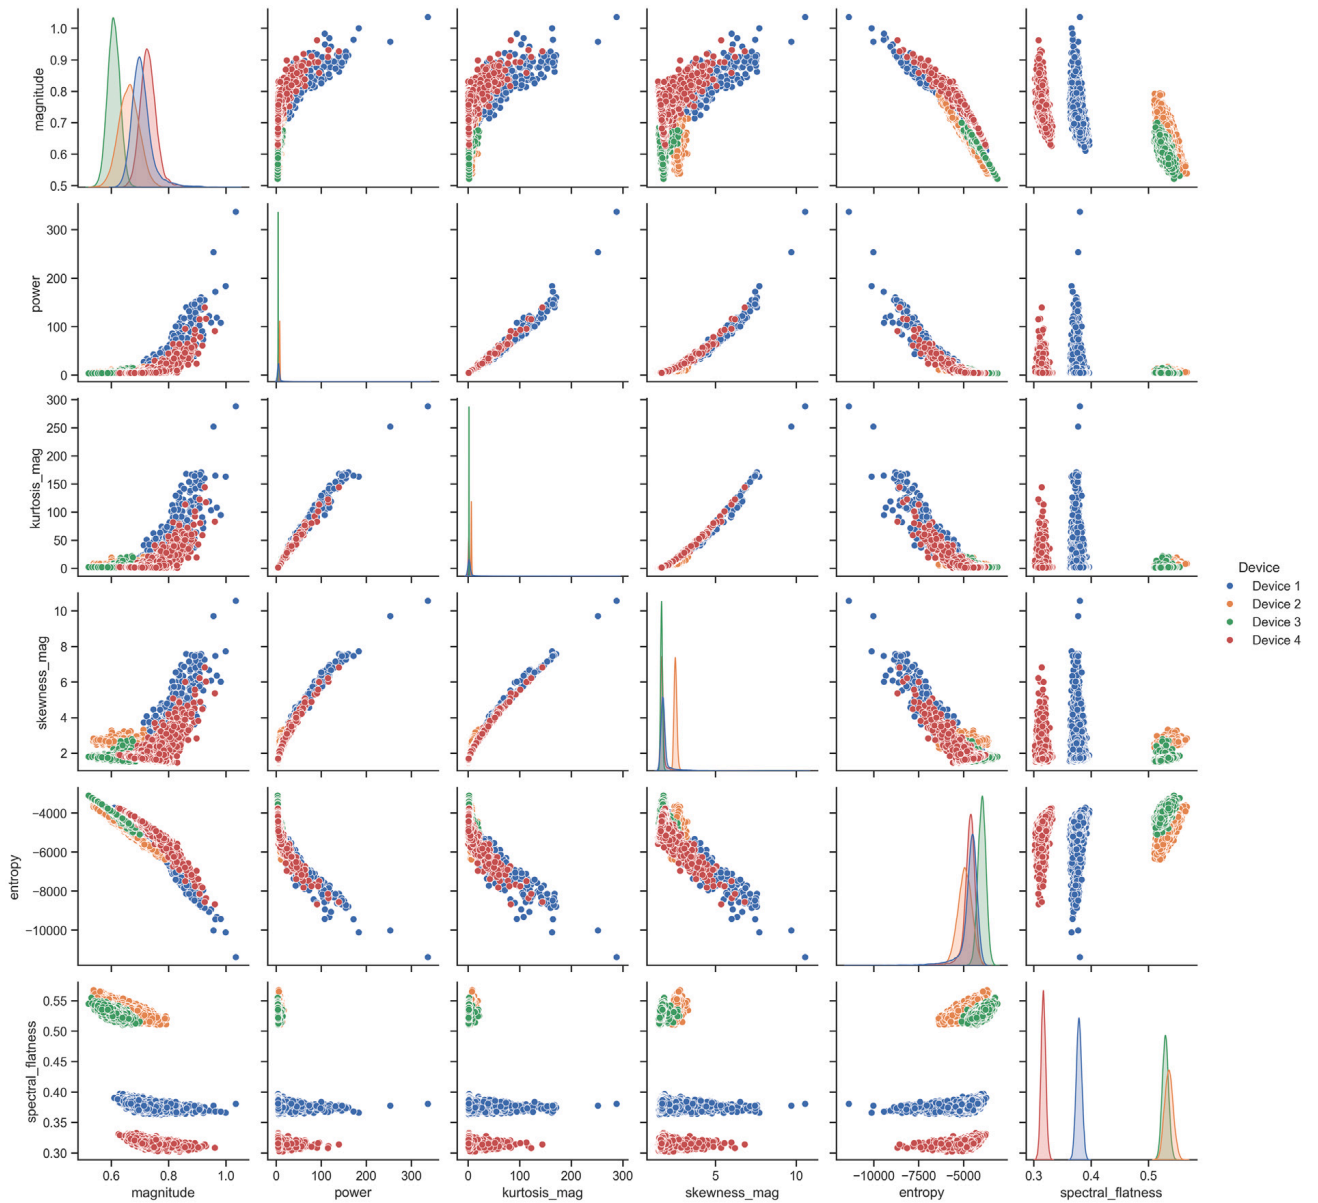 1.0
0.9
0.8
0.7
0.6
0.5
magnitude
300
200
100
0
power
300
250
200
150
100
50
0
kurtosis_mag
10
8
6
4
2
skewness_mag
−4000
−6000
−8000
−10000
entropy
0.55
0.50
0.45
0.40
0.35
0.30
spectral_flatness
0.6 0.8 1.0
magnitude
0 100 200 300
power
0 100 200 300
kurtosis_mag
5 10
skewness_mag
−10000 −7500 −5000
entropy
0.3 0.4 0.5
spectral_flatness
Device
Device 1
Device 2
Device 3
Device 4